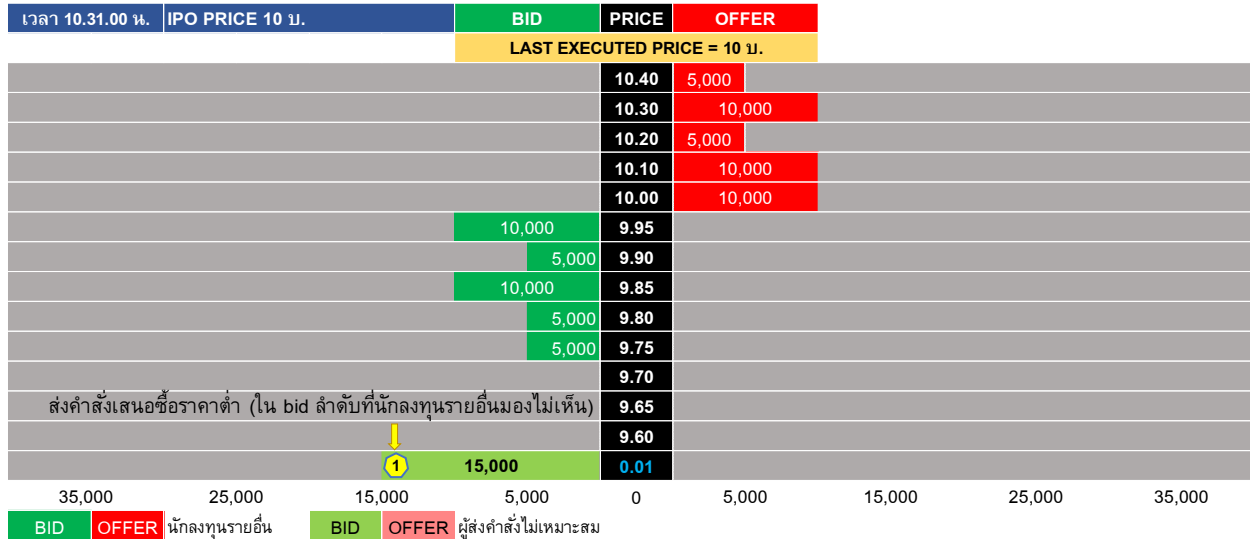 เวลา 10.31.00 น. IPO PRICE 10 บ. BID PRICE OFFER
LAST EXECUTED PRICE = 10 บ.
10.40 5,000
10.30 10,000
10.20 5,000
10.10 10,000
10.00 10,000
10,000 9.95
5,000 9.90
10,000 9.85
5,000 9.80
5,000 9.75
9.70
ส่งคำสั่งเสนอซื้อราคาต่ำ (ใน bid ลำดับที่นักลงทุนรายอื่นมองไม่เห็น) 9.65
9.60
1 15,000 0.01
35,000 25,000 15,000 5,000 0 5,000 15,000 25,000 35,000
BID OFFER นักลงทุนรายอื่น BID OFFER ผู้ส่งคำสั่งไม่เหมาะสม